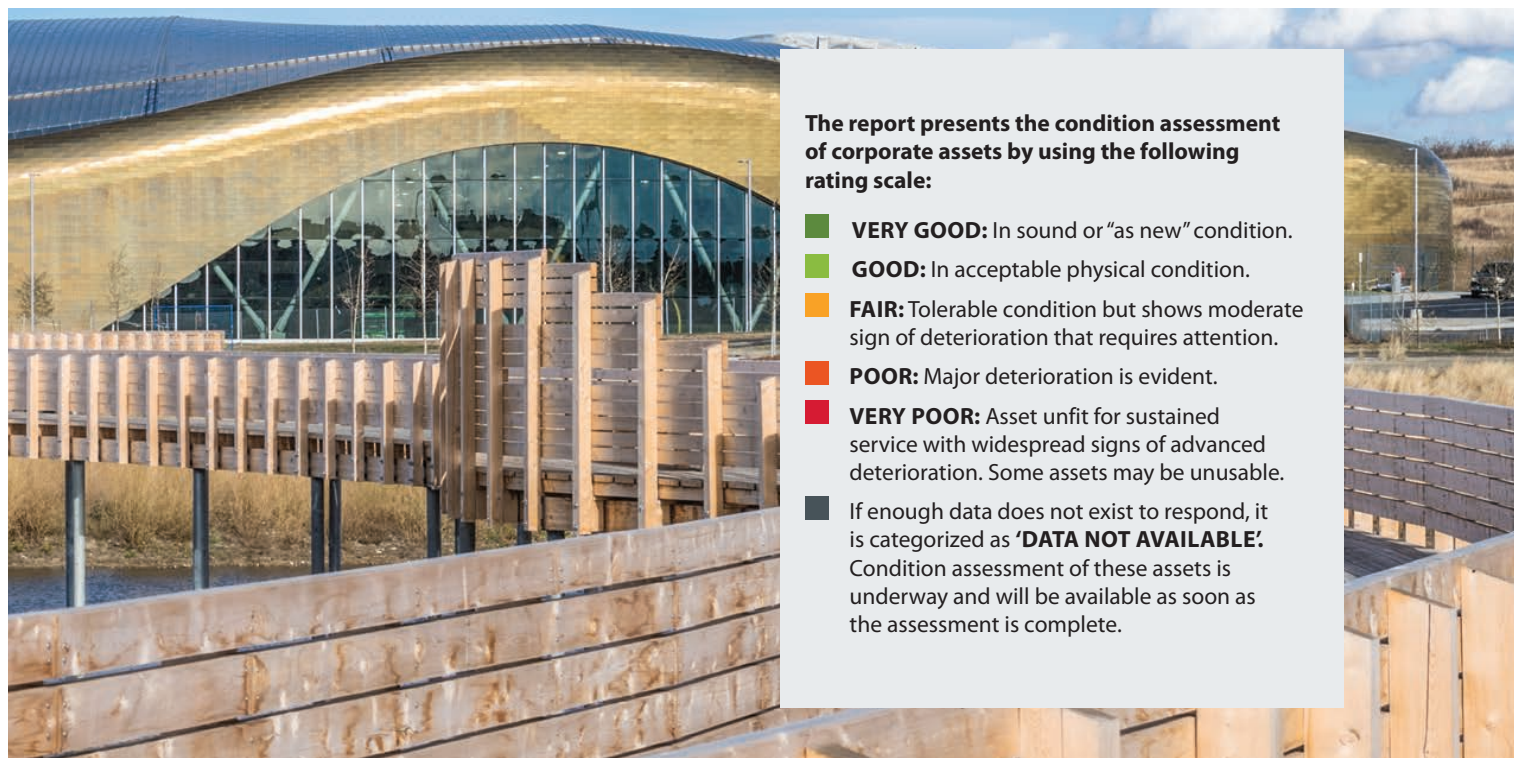 The report presents the condition assessment
of corporate assets by using the following
rating scale:
VERY GOOD: In sound or “as new” condition.
GOOD: In acceptable physical condition.
FAIR: Tolerable condition but shows moderate
sign of deterioration that requires attention.
POOR: Major deterioration is evident.
VERY POOR: Asset unfit for sustained
service with widespread signs of advanced
deterioration. Some assets may be unusable.
If enough data does not exist to respond, it
is categorized as ‘DATA NOT AVAILABLE’.
Condition assessment of these assets is
underway and will be available as soon as
the assessment is complete.